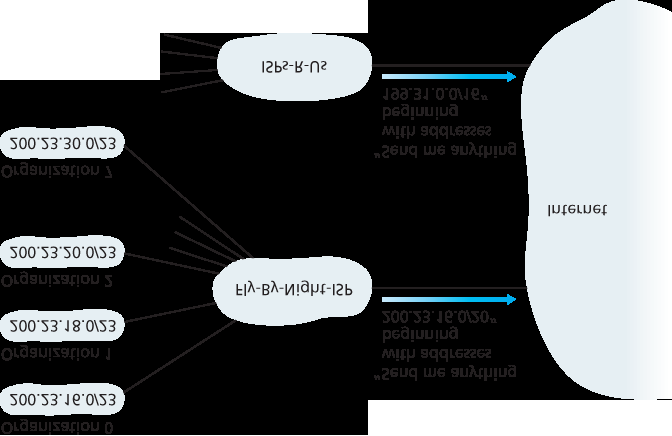 Organization 0
200.23.16.0/23
Organization 1
200.23.18.0/23
Organization 2
200.23.20.0/23
Organization 7
200.23.30.0/23
Fly-By-Night-ISP
“Send me anything
with addresses
beginning
200.23.16.0/20”
Internet
“Send me anything
with addresses
beginning
199.31.0.0/16”
ISPs-R-Us